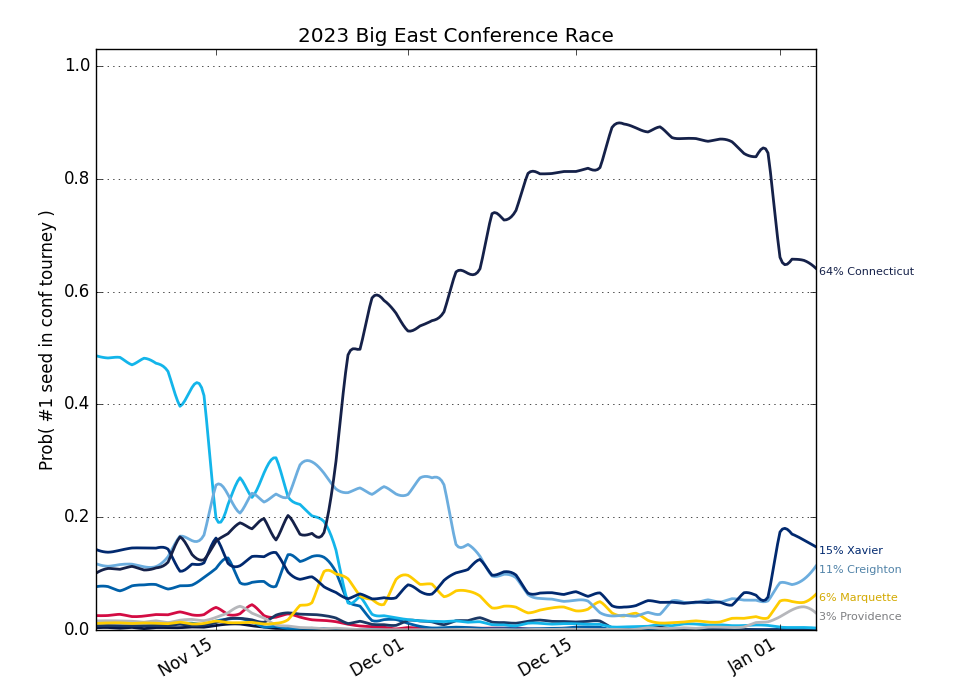 2023 Big East Conference Race
1.0
0.8
0.6
0.4
0.2
0.0
Prob( #1 seed in conf tourney )
64% Connecticut
15% Xavier
11% Creighton
6% Marquette
3% Providence
Nov 15
Dec 01
Dec 15
Jan 01